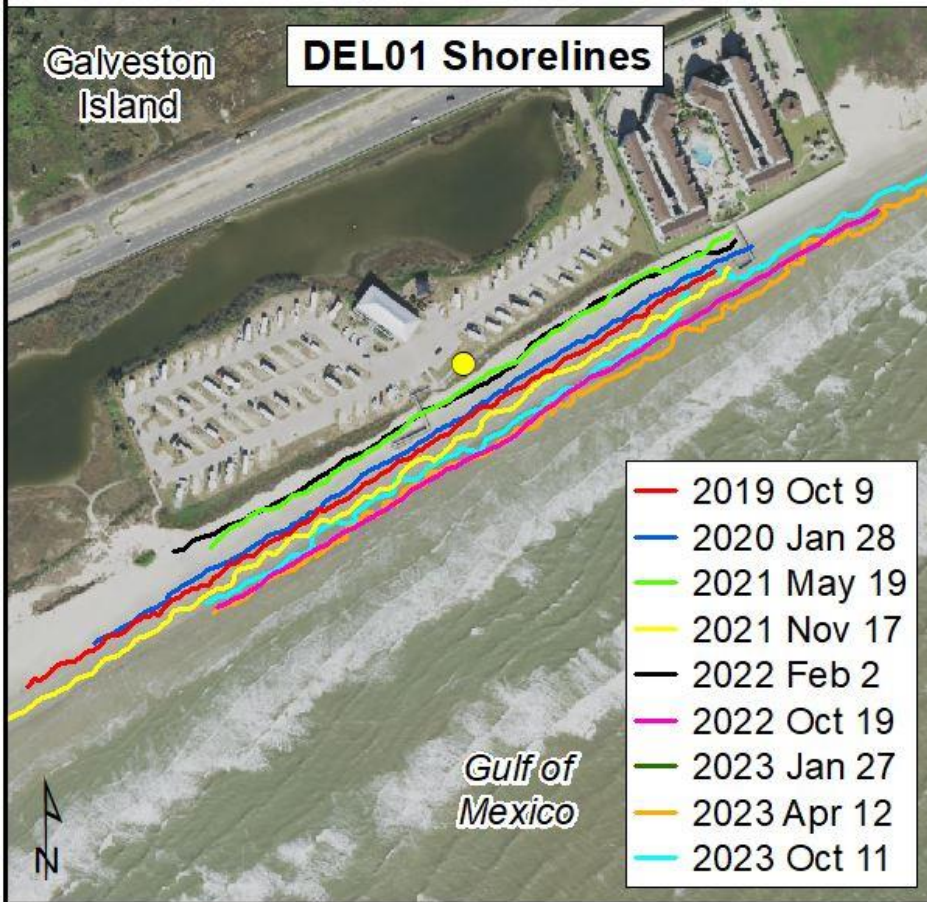 Galveston
Island
DEL01 Shorelines
2019 Oct 9
2020 Jan 28
2021 May 19
2021 Nov 17
2022 Feb 2
2022 Oct 19
2023 Jan 27
2023 Apr 12
2023 Oct 11
Gulf of
Mexico
N